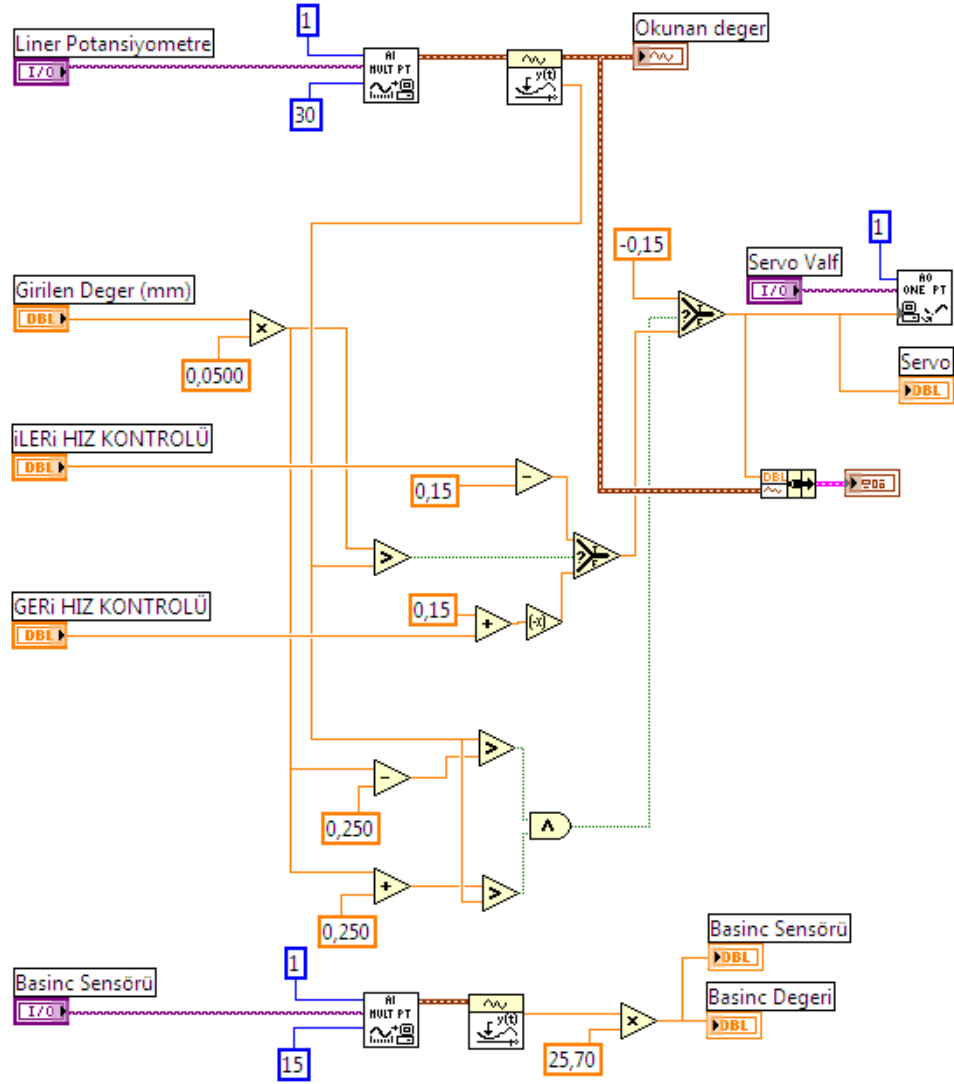 Liner Potansiyometre
I/O
1
30
AI
MULT PT
y(t)
Okunan deger
Girilen Deger (mm)
DBL
x
0,0500
-0,15
?
T
F
Servo Valf
I/O
1
AO
ONE PT
Servo
DBL
iLERi HIZ KONTROLÜ
DBL
0,15
-
>
?
T
F
DBL
GERi HIZ KONTROLÜ
DBL
0,15
+
(-x)
>
-
0,250
Λ
+
0,250
>
Basinc Sensörü
I/O
1
15
AI
MULT PT
y(t)
x
25,70
Basinc Sensörü
DBL
Basinc Degeri
DBL